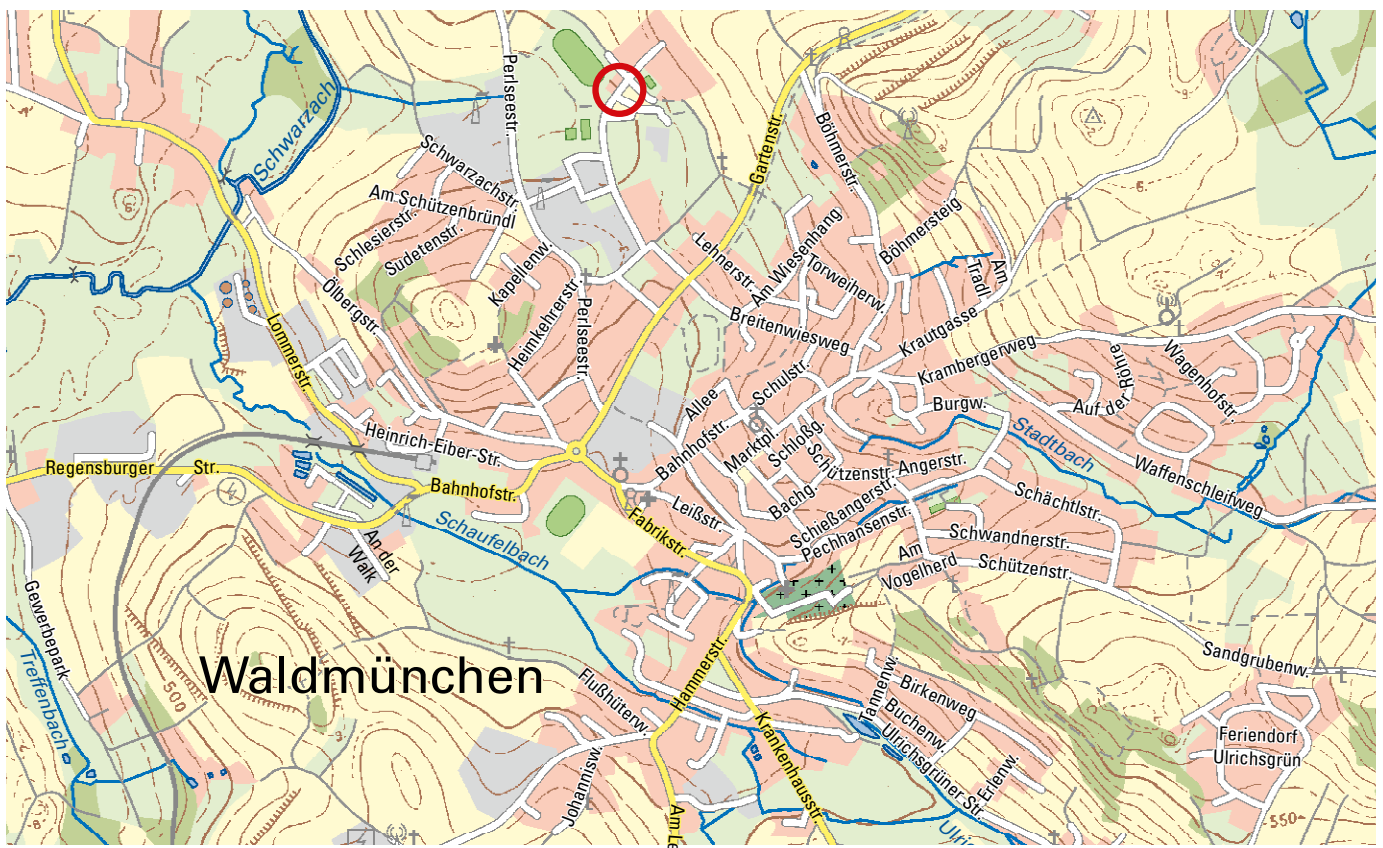 Perlseestr.
Schwarzach
Gartenstr.
Böhmerstr.
Schwarzachstr.
Am Schützenbründl
Schlesierstr.
Sudetenstr.
Kapellenw.
Ölbergstr.
Heimkehrerstr.
Perlseestr.
Lehnerstr.
Am Wiesenhang
Torweiherw.
Böhmersteig
Am
Tradl
Breitenwiesweg
Krautgasse
Krambergerweg
Lommerstr.
Wagenhofstr.
Auf der Röhre
Allee
Schulstr.
Burgw.
Stadtbach
Heinrich-Eiber-Str.
Bahnhofstr.
Marktpl.
Schloßg.
Schützenstr.
Angerstr.
Waffenschleifweg
Regensburger Str.
Bahnhofstr.
Bachg.
Schießangerstr.
Schächtlstr.
Leißstr.
Fabrikstr.
Pechhansenstr.
Schwandnerstr.
Schaufelbach
An der
Walk
Am
Vogelherd
Schützenstr.
Gewerbepark
Treffenbach
Waldmünchen
500
Sandgrubenw.
Flußhüterw.
Hammerstr.
Tannenw.
Birkenweg
Buchenw.
Ulrichsgrüner Str.
Erlenw.
Krankenhausstr.
Johannisw.
Feriendorf
Ulrichsgrün
550
Am Le
Ulri